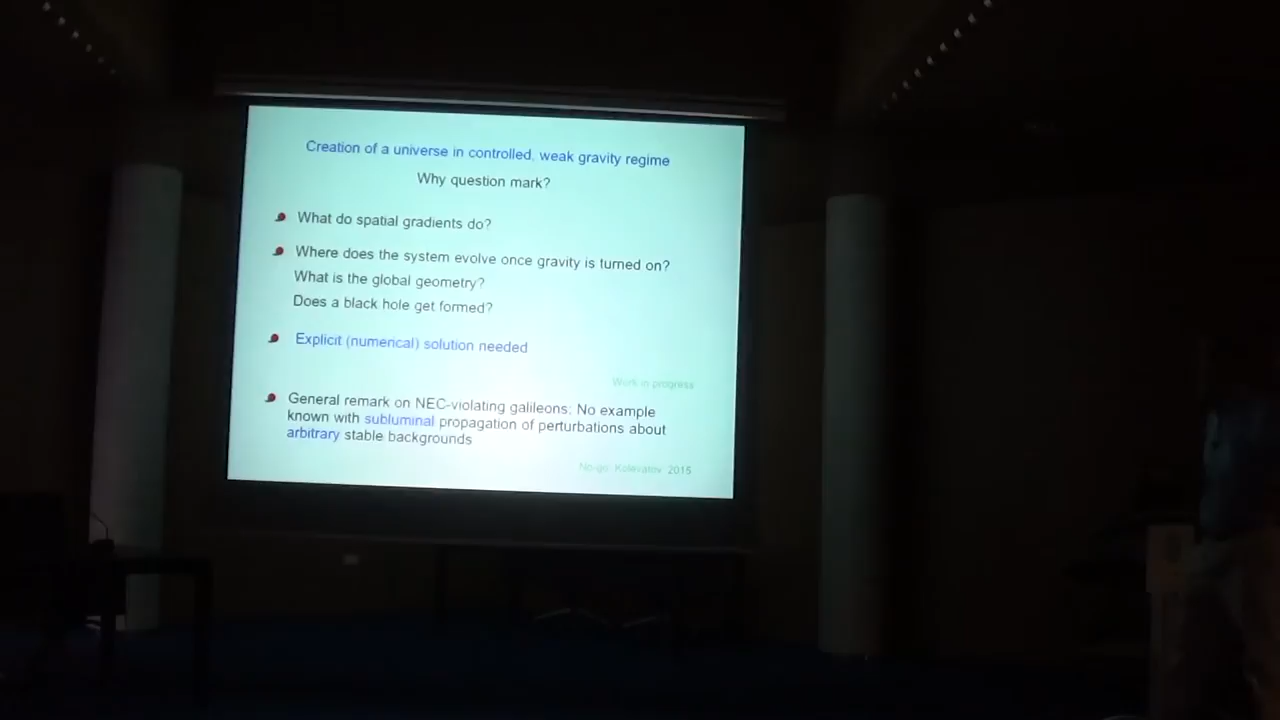 Creation of a universe in controlled, weak gravity regime
Why question mark?
What do spatial gradients do?
Where does the system evolve once gravity is turned on?
What is the global geometry?
Does a black hole get formed?
Explicit (numerical) solution needed
Work in progress
General remark on NEC-violating galileons: No example
known with subluminal propagation of perturbations about
arbitrary stable backgrounds
No-go: Kolevatov 2015